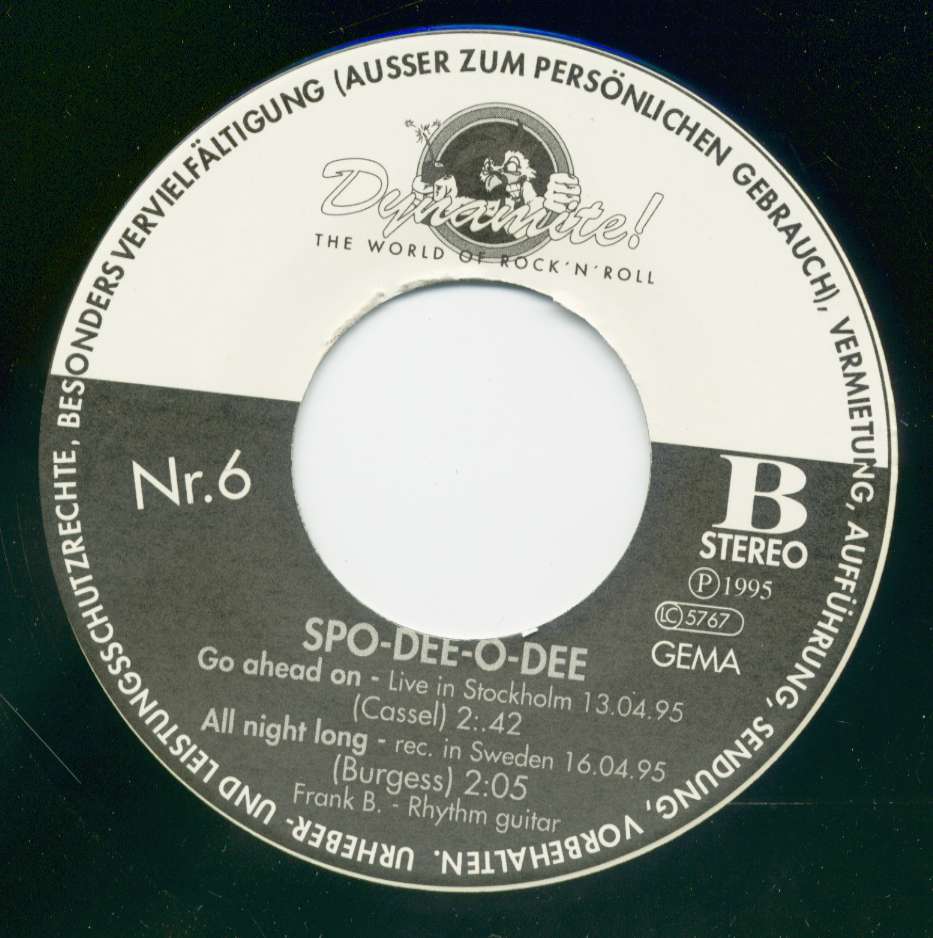 URHEBER- UND LEISTUNGSSCHUTZRECHTE, BESONDERS VERVIELFÄLTIGUNG (AUSSER ZUM PERSÖNLICHEN GEBRAUCH), VERMIETUNG, AUFFÜHRUNG, SENDUNG, VORBEHALTEN.
Dynamite!
THE WORLD OF ROCK'N'ROLL
Nr.6
B
STEREO
Ⓟ1995
LC 5767
GEMA
SPO-DEE-O-DEE
Go ahead on - Live in Stockholm 13.04.95
(Cassel) 2:.42
All night long - rec. in Sweden 16.04.95
(Burgess) 2:05
Frank B. - Rhythm guitar